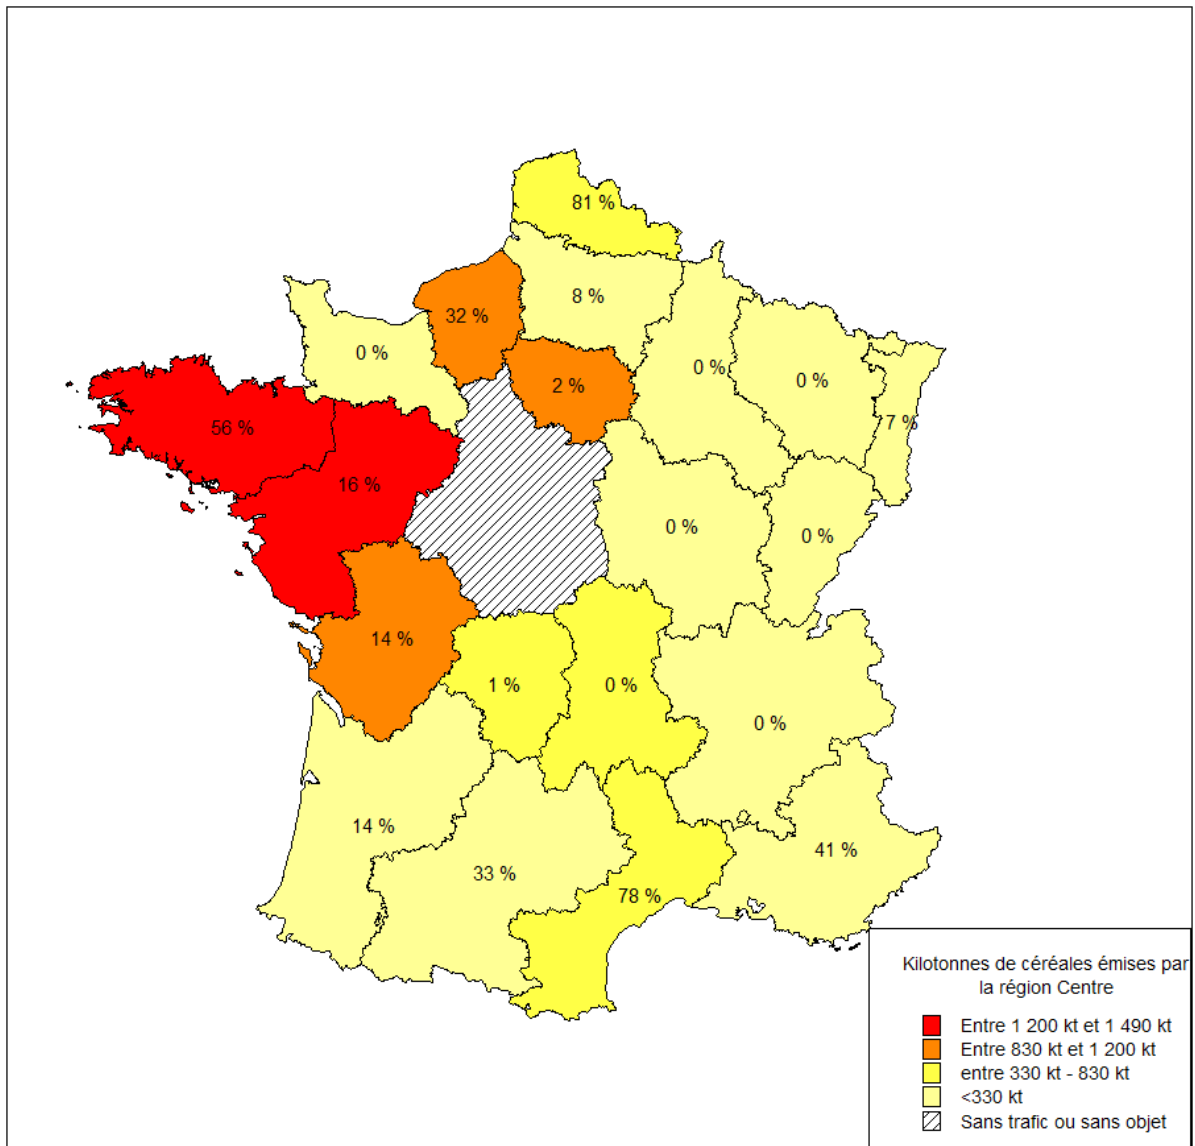 81 %
8 %
32 %
0 %
0 %
0 %
2 %
77 %
56 %
16 %
0 %
0 %
14 %
1 %
0 %
0 %
14 %
41 %
33 %
78 %
Kilotonnes de céréales émises par
la région Centre
Entre 1 200 kt et 1 490 kt
Entre 830 kt et 1 200 kt
entre 330 kt - 830 kt
<330 kt
Sans trafic ou sans objet